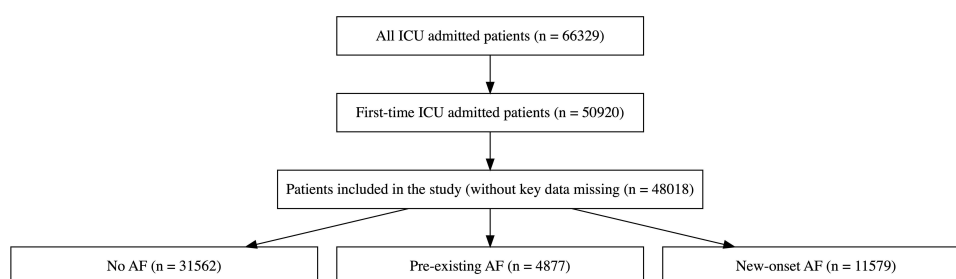 All ICU admitted patients (n = 66329)
First-time ICU admitted patients (n = 50920)
Patients included in the study (without key data missing (n = 48018)
No AF (n = 31562)
Pre-existing AF (n = 4877)
New-onset AF (n = 11579)